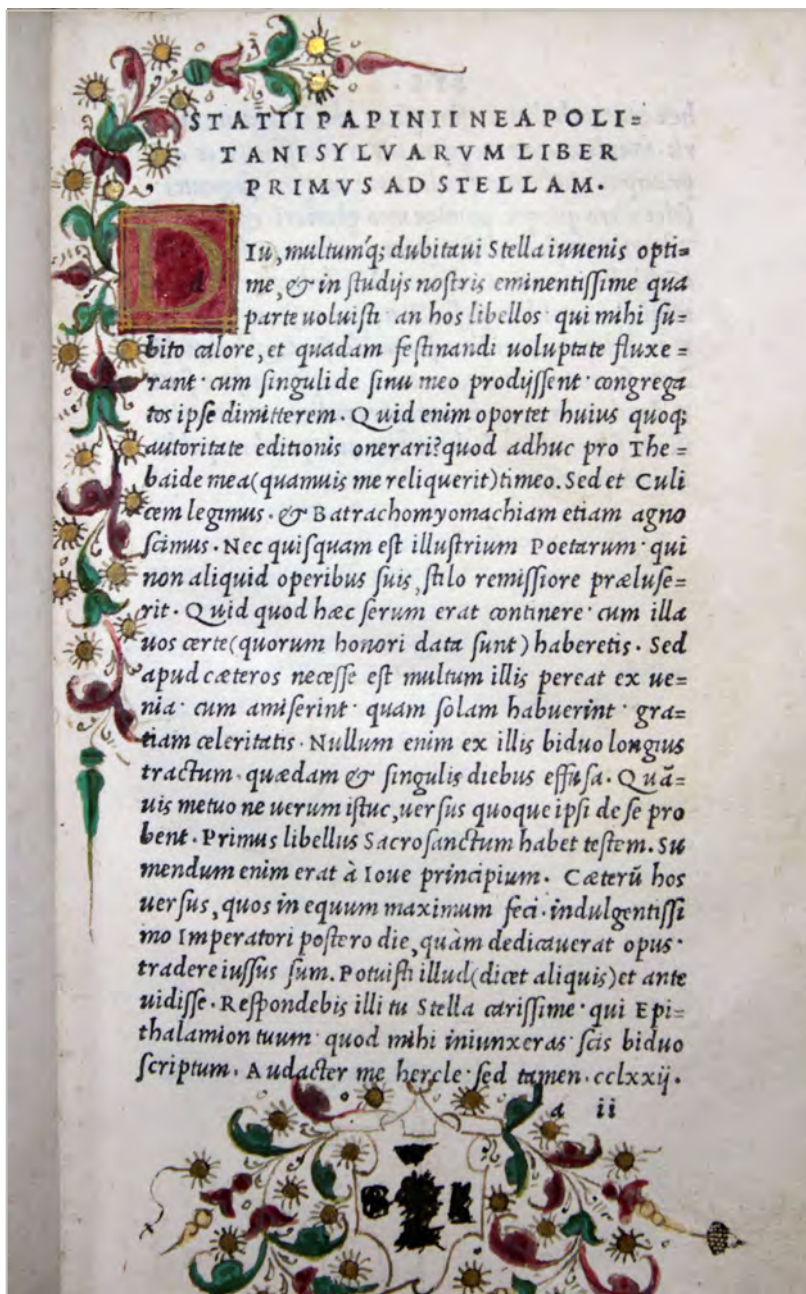 STATII PAPINII NEAPOLI=
TANI SYLVARVM LIBER
PRIMVS AD STELLAM.
DIu, multumq́; dubitaui Stella iuuenis opti=
me, & in studijs nostris eminentissime qua
parte uoluisti an hos libellos qui mihi su=
bito calore, et quadam festinandi uoluptate fluxe=
rant· cum singuli de sinu meo prodijssent· congrega
tos ipse dimitterem. Quid enim oportet huius quoq;
autoritate editionis onerari? quod adhuc pro The=
baide mea (quamuis me reliquerit) timeo. Sed et Culi
cem legimus· & Batrachomyomachiam etiam agno
scimus. Nec quisquam est illustrium Poetarum· qui
non aliquid operibus suis, stilo remissiore præluse=
rit. Quid quod hæc serum erat continere· cum illa
uos certe (quorum honori data sunt) haberetis. Sed
apud cæteros necesse est multum illis pereat ex ue=
nia· cum amiserint· quam solam habuerint· gra=
tiam celeritatis. Nullum enim ex illis biduo longius
tractum. quædam & singulis diebus effusa. Quā=
uis metuo ne uerum istuc, uersus quoque ipsi de se pro
bent. Primus libellus Sacrosanctum habet testem. Su
mendum enim erat à Ioue principium. Cæterū hos
uersus, quos in equum maximum feci· indulgentissi
mo Imperatori postero die, quàm dedicauerat opus·
tradere iussus sum. Potuisti illud (dicet aliquis) et ante
uidisse. Respondebis illi tu Stella carissime· qui Epi=
thalamion tuum· quod mihi iniunxeras· scis biduo
scriptum. Audacter me hercle· sed tamen· cclxxij.
a ii